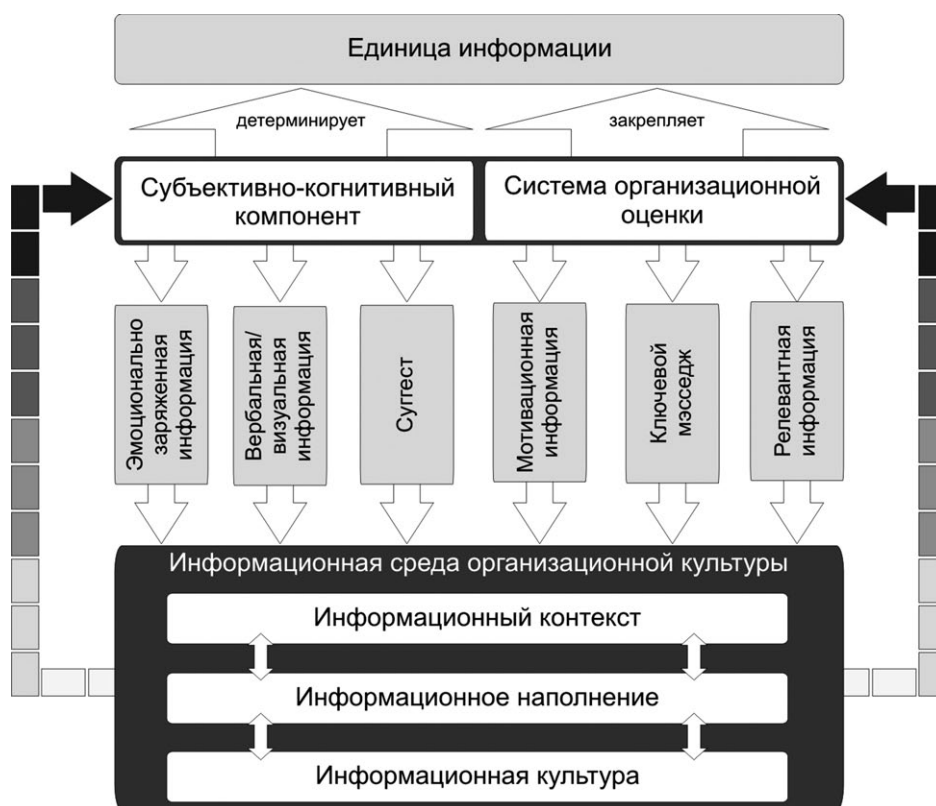 Единица информации
детерминирует
закрепляет
Субъективно-когнитивный
компонент
Система организационной
оценки
Эмоционально
заряженная
информация
Вербальная/
визуальная
информация
Суггест
Мотивационная
информация
Ключевой
мэсседж
Релевантная
информация
Информационная среда организационной культуры
Информационный контекст
Информационное наполнение
Информационная культура